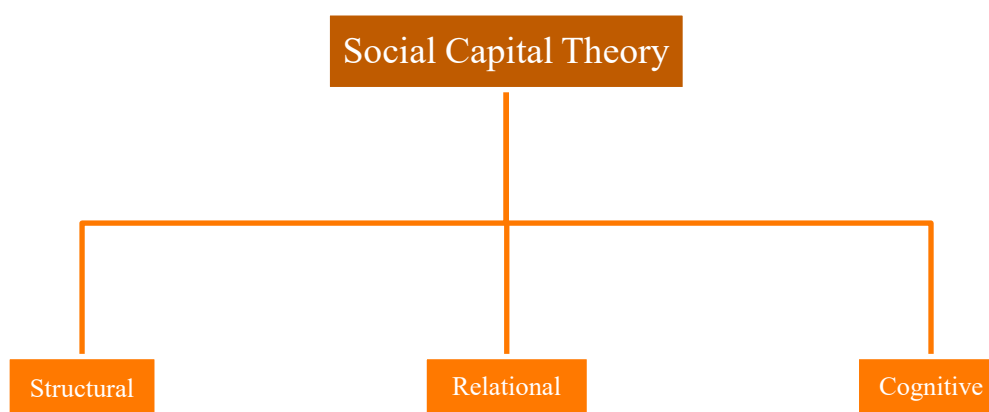 Social Capital Theory
Structural
Relational
Cognitive